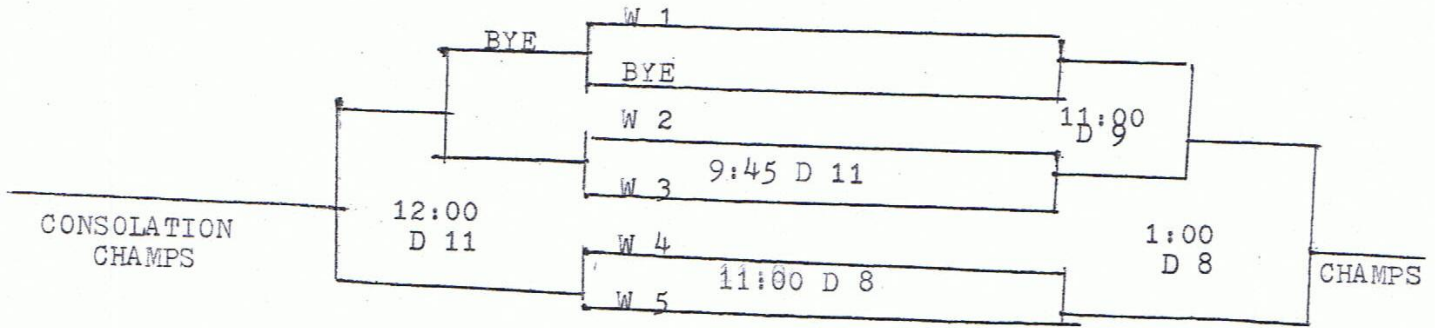 W 1
BYE
BYE
W 2
11:00
D 9
9:45 D 11
W 3
12:00
D 11
CONSOLATION
CHAMPS
W 4
11:00 D 8
W 5
1:00
D 8
CHAMPS